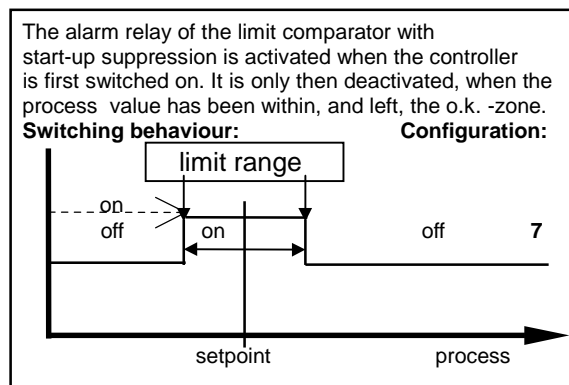 The alarm relay of the limit comparator with
start-up suppression is activated when the controller
is first switched on. It is only then deactivated, when the
process value has been within, and left, the o.k. -zone.
Switching behaviour: Configuration:
limit range
on
off on off 7
setpoint process